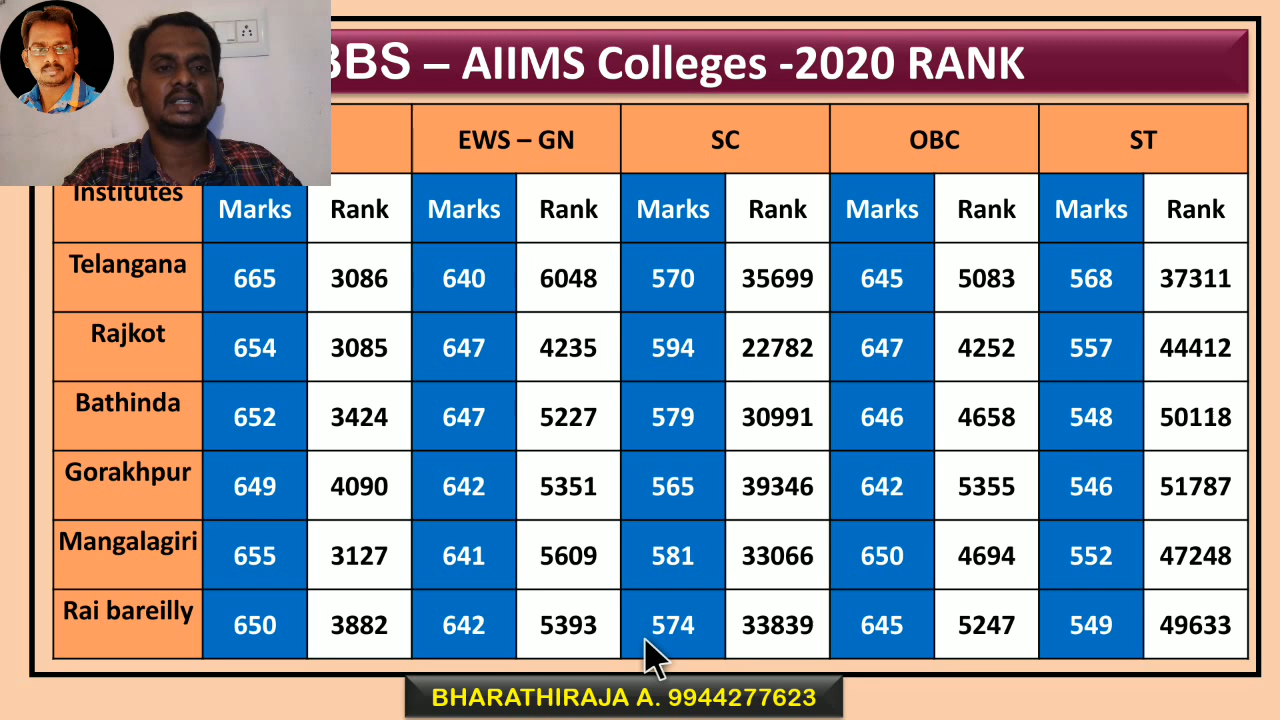 BBS – AIIMS Colleges -2020 RANK
EWS – GN SC OBC ST
Institutes Marks Rank Marks Rank Marks Rank Marks Rank Marks Rank
Telangana 665 3086 640 6048 570 35699 645 5083 568 37311
Rajkot 654 3085 647 4235 594 22782 647 4252 557 44412
Bathinda 652 3424 647 5227 579 30991 646 4658 548 50118
Gorakhpur 649 4090 642 5351 565 39346 642 5355 546 51787
Mangalagiri 655 3127 641 5609 581 33066 650 4694 552 47248
Rai bareilly 650 3882 642 5393 574 33839 645 5247 549 49633
BHARATHIRAJA A. 9944277623